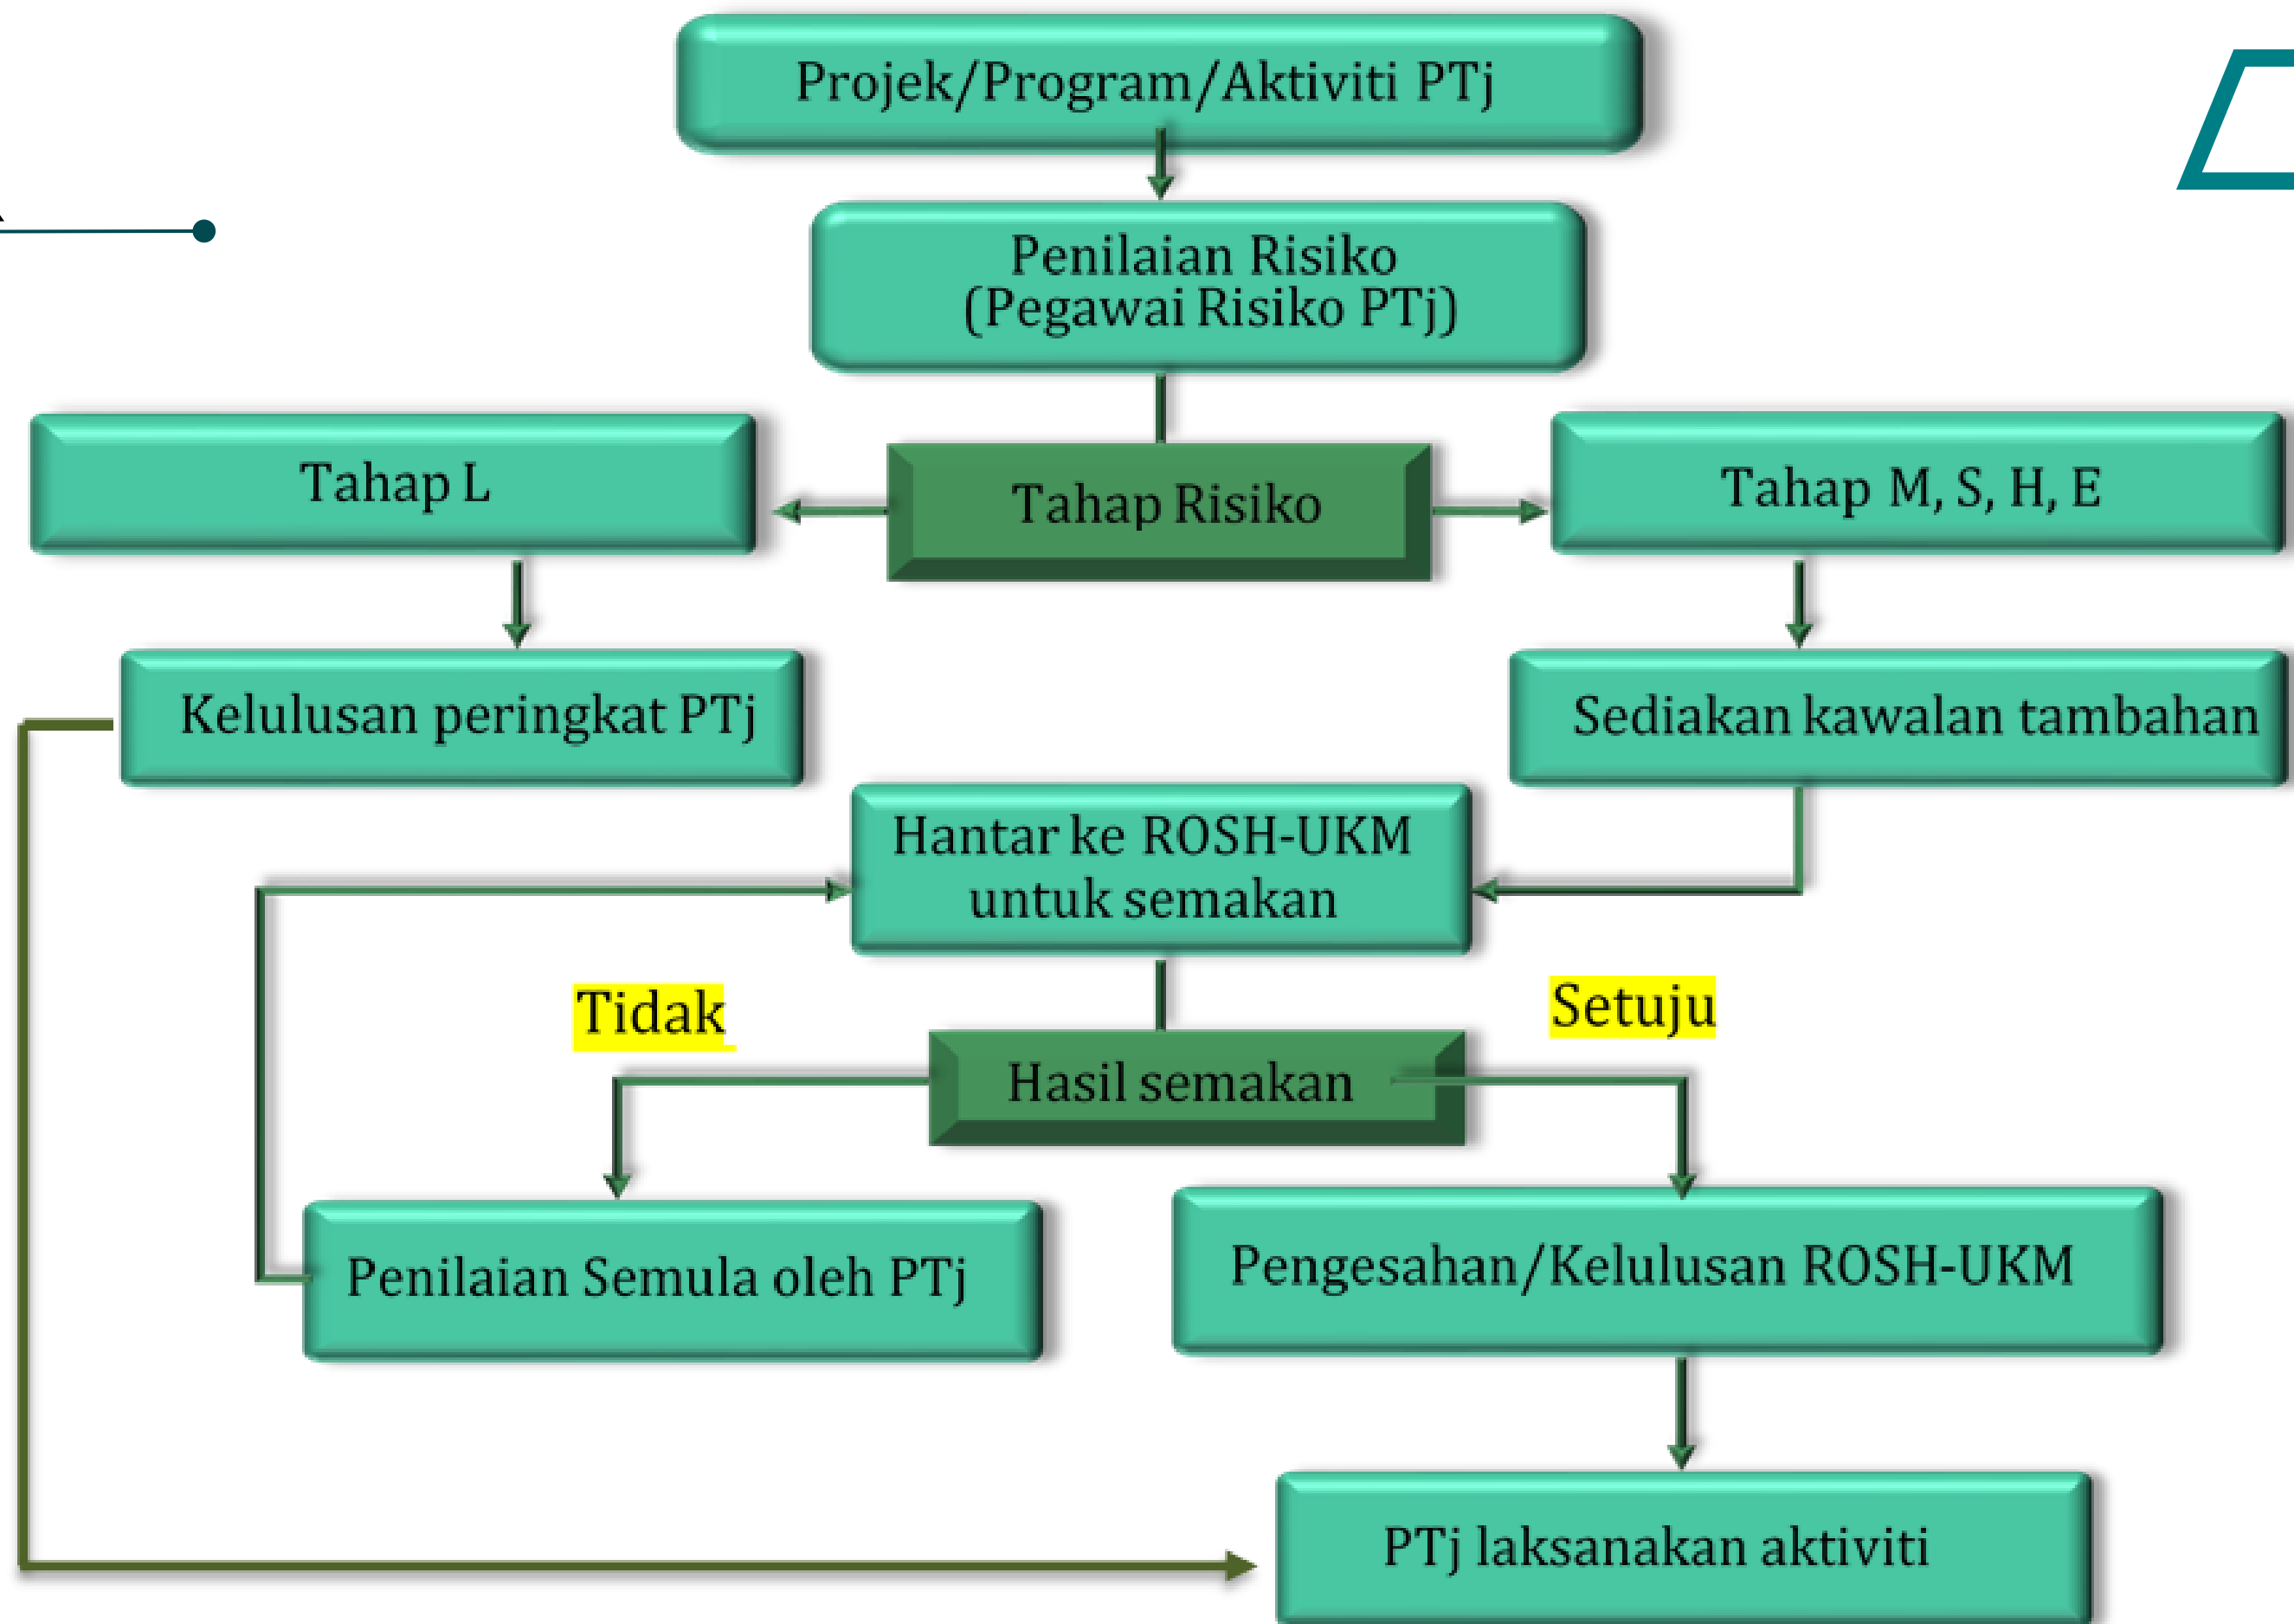 Projek/Program/Aktiviti PTj
Penilaian Risiko
(Pegawai Risiko PTj)
Tahap L
Tahap Risiko
Tahap M, S, H, E
Kelulusan peringkat PTj
Sediakan kawalan tambahan
Hantar ke ROSH-UKM
untuk semakan
Tidak
Setuju
Hasil semakan
Penilaian Semula oleh PTj
Pengesahan/Kelulusan ROSH-UKM
PTj laksanakan aktiviti